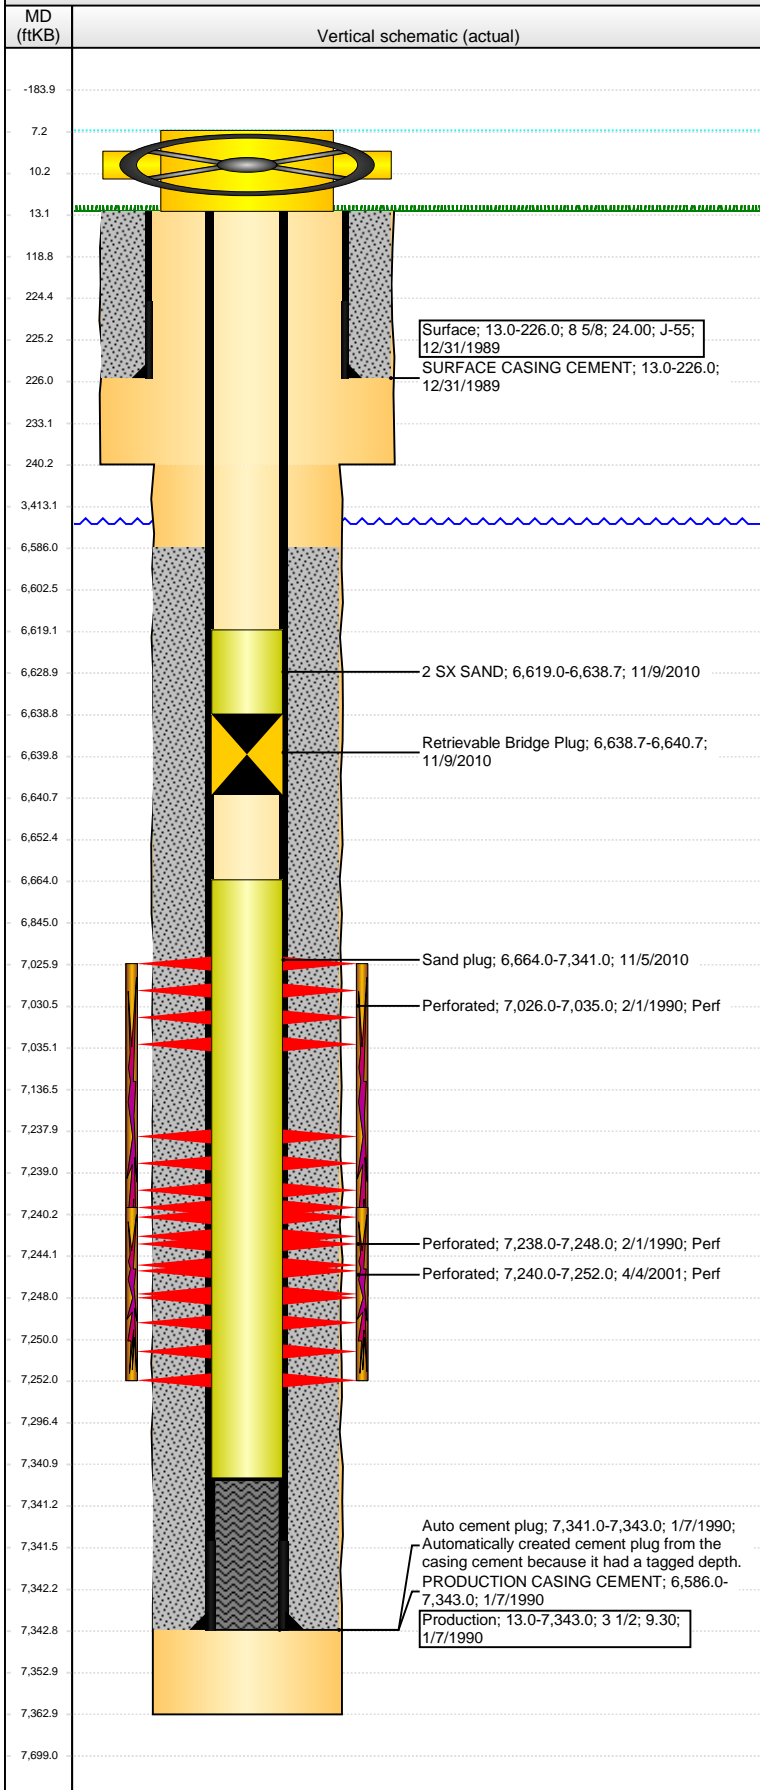 MD
(ftKB)
Vertical schematic (actual)
-183.9
7.2
10.2
13.1
118.8
224.4
225.2
226.0
233.1
240.2
3,413.1
6,586.0
6,602.5
6,619.1
6,628.9
6,638.8
6,639.8
6,640.7
6,652.4
6,664.0
6,845.0
7,025.9
7,030.5
7,035.1
7,136.5
7,237.9
7,239.0
7,240.2
7,244.1
7,248.0
7,250.0
7,252.0
7,296.4
7,340.9
7,341.2
7,341.5
7,342.2
7,342.8
7,352.9
7,362.9
7,699.0
Surface; 13.0-226.0; 8 5/8; 24.00; J-55;
12/31/1989
SURFACE CASING CEMENT; 13.0-226.0;
12/31/1989
2 SX SAND; 6,619.0-6,638.7; 11/9/2010
Retrievable Bridge Plug; 6,638.7-6,640.7;
11/9/2010
Sand plug; 6,664.0-7,341.0; 11/5/2010
Perforated; 7,026.0-7,035.0; 2/1/1990; Perf
Perforated; 7,238.0-7,248.0; 2/1/1990; Perf
Perforated; 7,240.0-7,252.0; 4/4/2001; Perf
Auto cement plug; 7,341.0-7,343.0; 1/7/1990;
Automatically created cement plug from the
casing cement because it had a tagged depth.
PRODUCTION CASING CEMENT; 6,586.0-
7,343.0; 1/7/1990
Production; 13.0-7,343.0; 3 1/2; 9.30;
1/7/1990